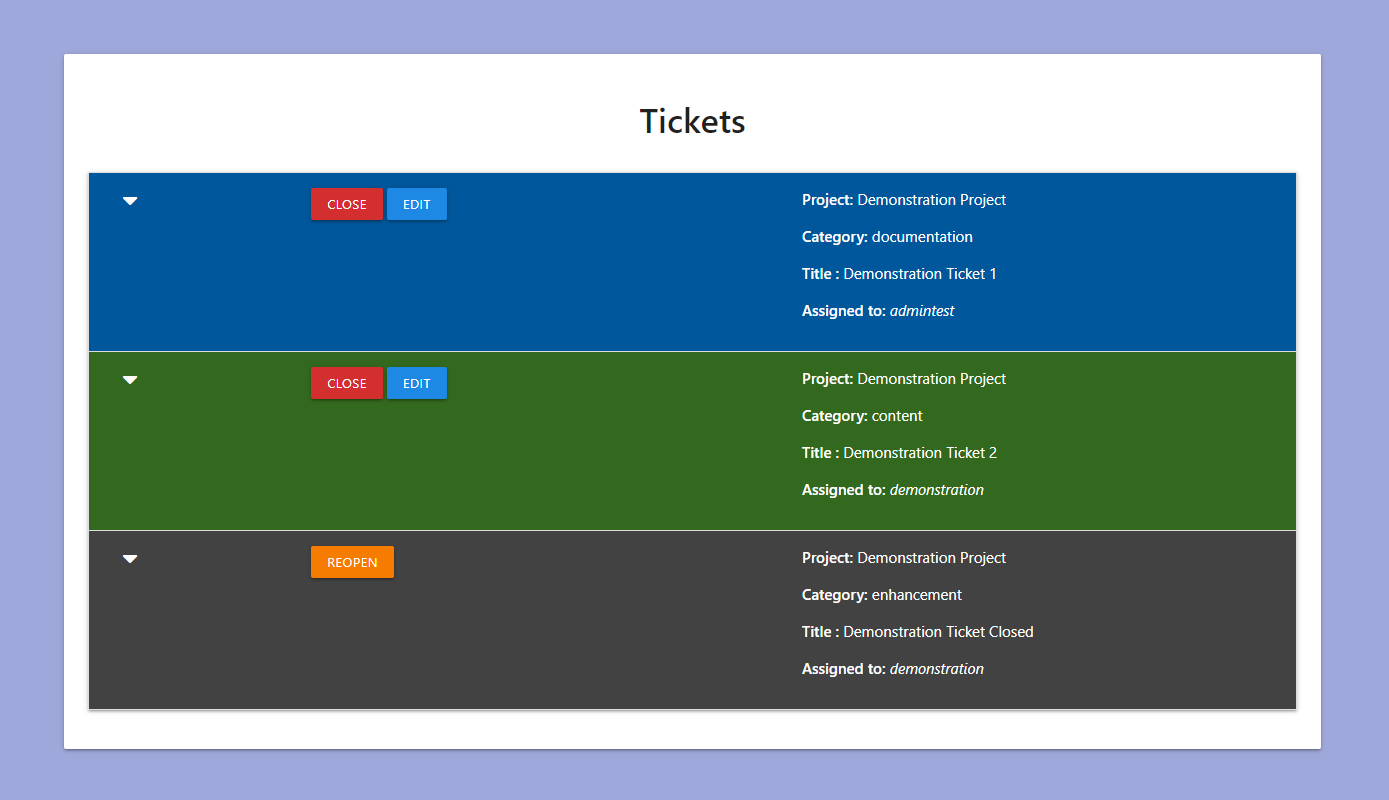 Tickets
CLOSE EDIT
Project: Demonstration Project
Category: documentation
Title : Demonstration Ticket 1
Assigned to: admintest
CLOSE EDIT
Project: Demonstration Project
Category: content
Title : Demonstration Ticket 2
Assigned to: demonstration
REOPEN
Project: Demonstration Project
Category: enhancement
Title : Demonstration Ticket Closed
Assigned to: demonstration